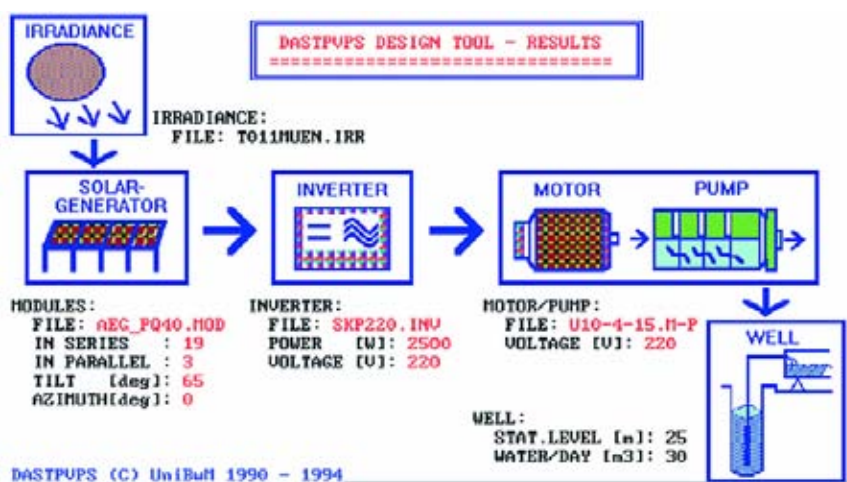 IRRADIANCE
DASTPVPS DESIGN TOOL - RESULTS
=================================
IRRADIANCE:
FILE: T011MUEN.IRR
SOLAR-
GENERATOR
INVERTER
MOTOR
PUMP
MODULES:
FILE: AEG_PQ40.MOD
IN SERIES : 19
IN PARALLEL : 3
TILT [deg]: 65
AZIMUTH[deg]: 0
INVERTER:
FILE: SKP220.INV
POWER [W]: 2500
VOLTAGE [V]: 220
MOTOR/PUMP:
FILE: U10-4-15.M-P
VOLTAGE [V]: 220
WELL
WELL:
STAT.LEVEL [m]: 25
WATER/DAY [m3]: 30
DASTPVPS (C) UniBwM 1990 - 1994